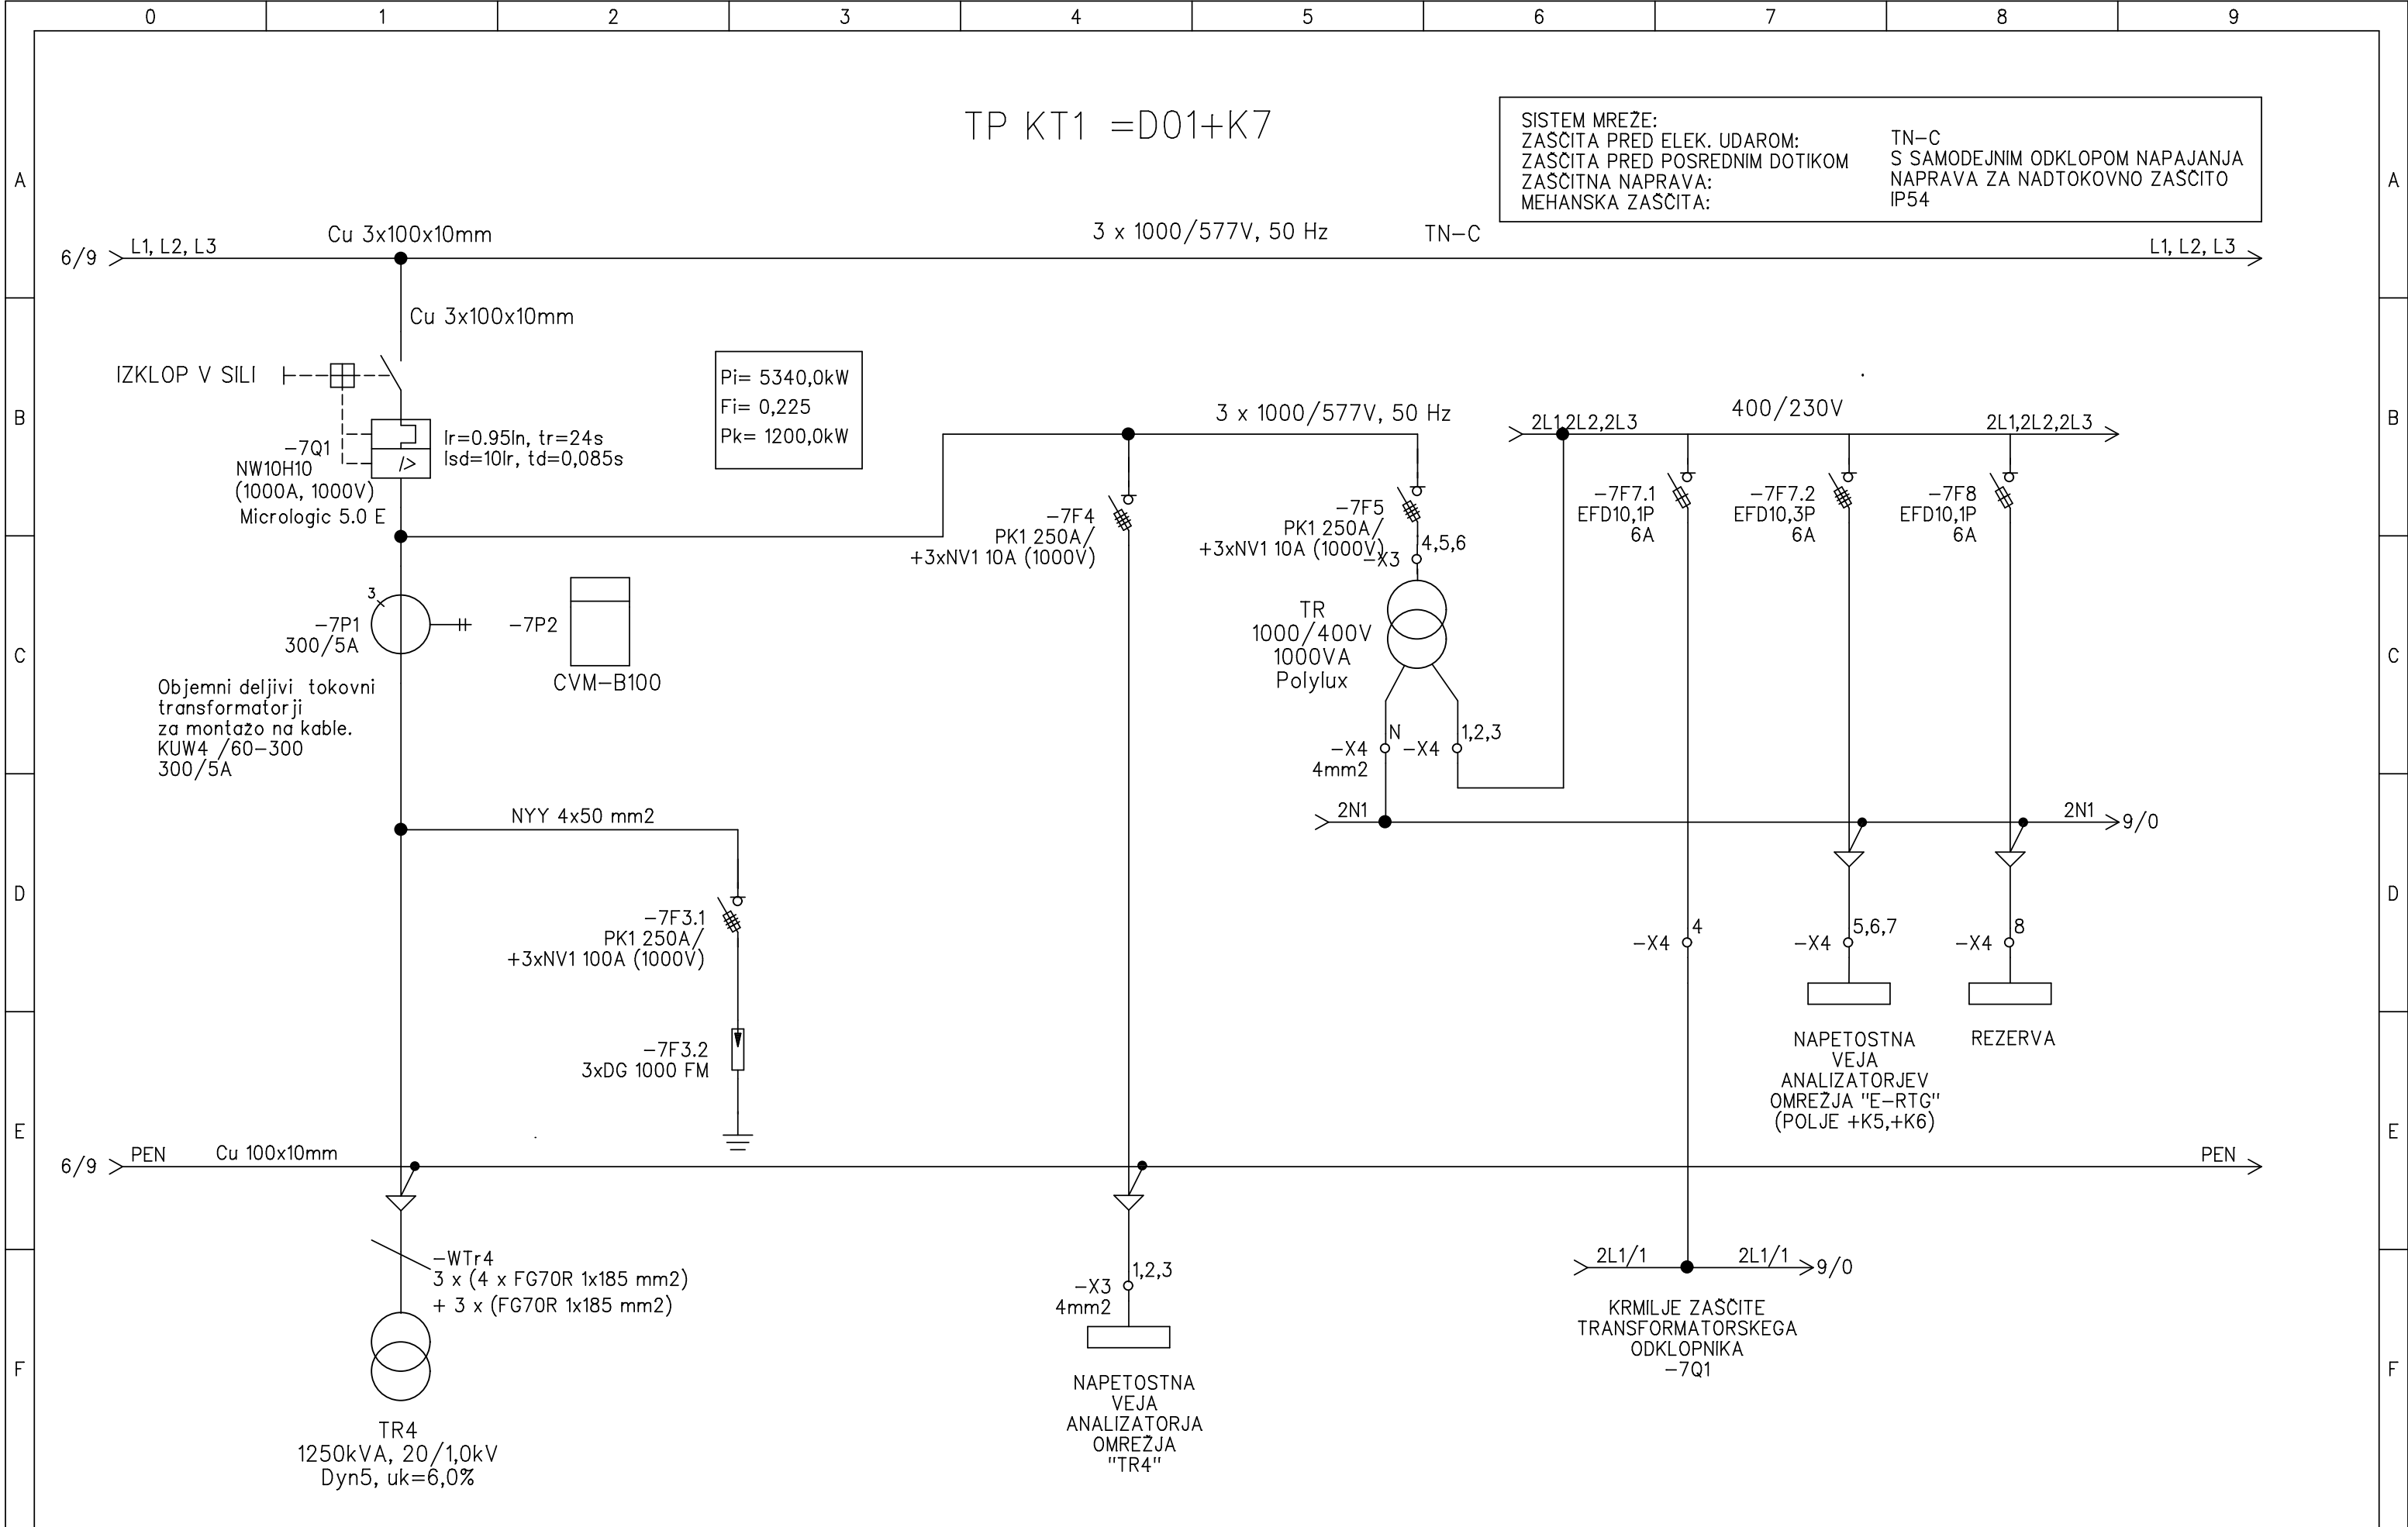 0 1 2 3 4 5 6 7 8 9
TP KT1 =D01+K7
SISTEM MREŽE:
ZAŠČITA PRED ELEK. UDAROM:
ZAŠČITA PRED POSREDNIM DOTIKOM
ZAŠČITNA NAPRAVA:
MEHANSKA ZAŠČITA:
TN-C
S SAMODEJNIM ODKLOPOM NAPAJANJA
NAPRAVA ZA NADTOKOVNO ZAŠČITO
IP54
A
A
6/9
L1, L2, L3
Cu 3x100x10mm
3 x 1000/577V, 50 Hz
TN-C
L1, L2, L3
Cu 3x100x10mm
IZKLOP V SILI
I>
-7Q1
NW10H10
(1000A, 1000V)
Micrologic 5.0 E
Ir=0.95In, tr=24s
Isd=10Ir, td=0,085s
Pi= 5340,0kW
Fi= 0,225
Pk= 1200,0kW
B
B
3 x 1000/577V, 50 Hz
2L1,2L2,2L3
400/230V
2L1,2L2,2L3
-7F4
PK1 250A/
+3xNV1 10A (1000V)
-7F5
PK1 250A/
+3xNV1 10A (1000V)
-X3
4,5,6
-7F7.1
EFD10,1P
6A
-7F7.2
EFD10,3P
6A
-7F8
EFD10,1P
6A
3
-7P1
300/5A
-7P2
CVM-B100
TR
1000/400V
1000VA
Polylux
C
C
Objemni deljivi tokovni
transformatorji
za montažo na kable.
KUW4 /60-300
300/5A
N
-X4
4mm2
-X4
1,2,3
NYY 4x50 mm2
2N1
2N1
9/0
D
D
-7F3.1
PK1 250A/
+3xNV1 100A (1000V)
-X4
4
-X4
5,6,7
-X4
8
-7F3.2
3xDG 1000 FM
NAPETOSTNA
VEJA
ANALIZATORJEV
OMREŽJA "E-RTG"
(POLJE +K5,+K6)
REZERVA
E
E
6/9
PEN
Cu 100x10mm
PEN
-WTr4
3 x (4 x FG70R 1x185 mm2)
+ 3 x (FG70R 1x185 mm2)
-X3
4mm2
1,2,3
2L1/1
2L1/1
9/0
KRMILJE ZAŠČITE
TRANSFORMATORSKEGA
ODKLOPNIKA
-7Q1
F
F
NAPETOSTNA
VEJA
ANALIZATORJA
OMREŽJA
"TR4"
TR4
1250kVA, 20/1,0kV
Dyn5, uk=6,0%